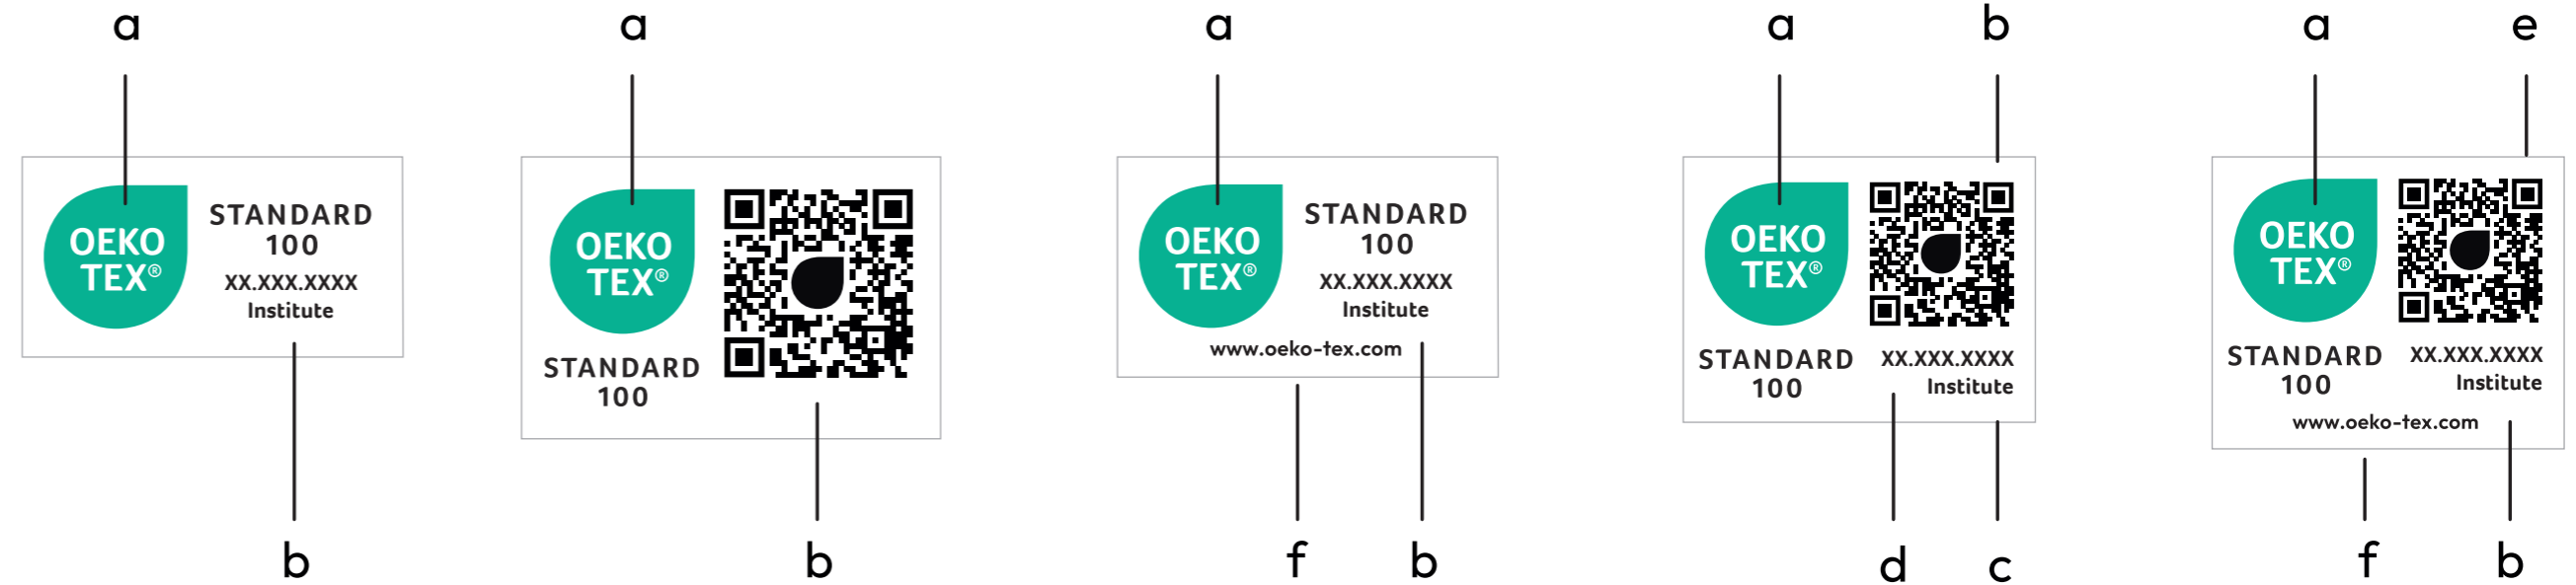 a
a
a
a
b
a
e
OEKO
TEX®
STANDARD
100
XX.XXX.XXXX
Institute
b
OEKO
TEX®
STANDARD
100
b
OEKO
TEX®
STANDARD
100
XX.XXX.XXXX
Institute
www.oeko-tex.com
f
b
OEKO
TEX®
STANDARD
100
XX.XXX.XXXX
Institute
d
c
OEKO
TEX®
STANDARD
100
XX.XXX.XXXX
Institute
www.oeko-tex.com
f
b